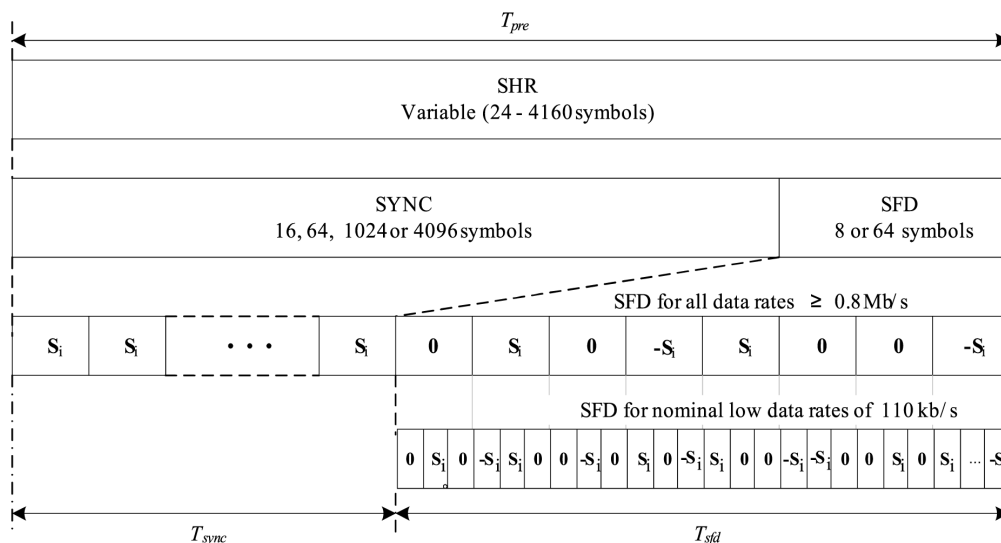 T_pre
SHR
Variable (24 - 4160 symbols)
SYNC
16, 64, 1024 or 4096 symbols
SFD
8 or 64 symbols
SFD for all data rates ≥ 0.8 Mb/s
S_i S_i • • • S_i 0 S_i 0 -S_i S_i 0 0 -S_i
SFD for nominal low data rates of 110 kb/s
0 S_i 0 -S_i S_i 0 0 -S_i 0 S_i 0 -S_i S_i 0 0 -S_i -S_i 0 0 S_i 0 S_i ... -S
T_sync T_sfd